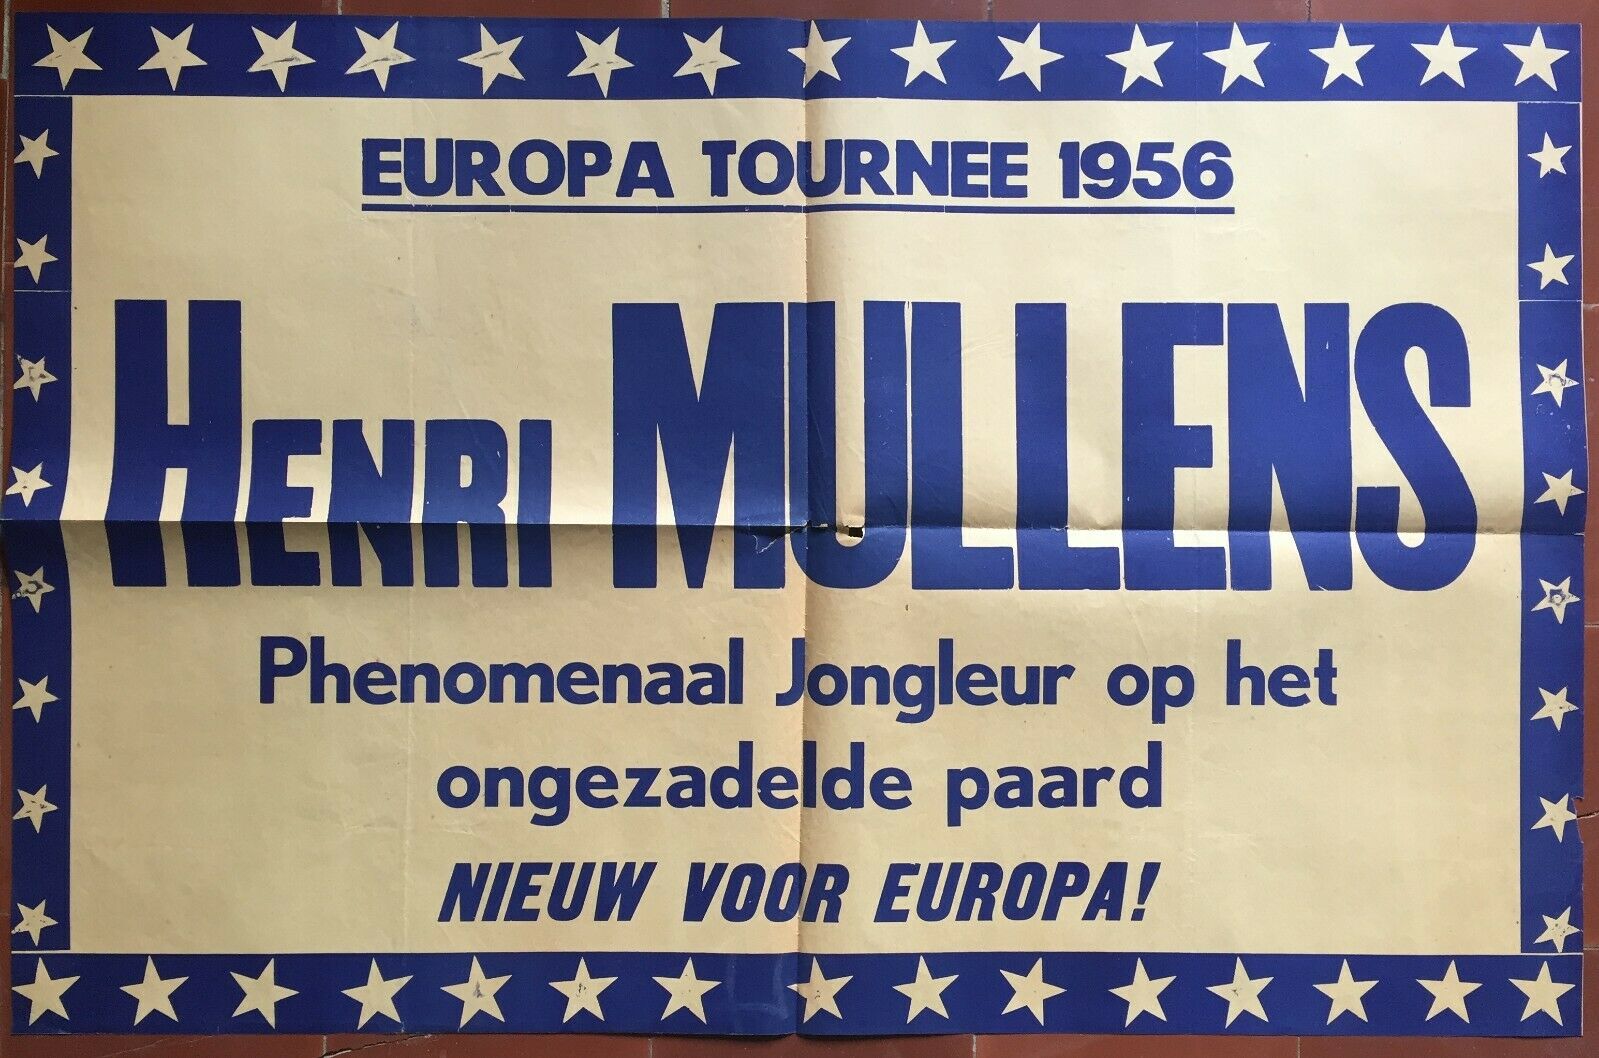 EUROPA TOURNEE 1956
HENRI MULLENS
Phenomenaal Jongleur op het
ongezadelde paard
NIEUW VOOR EUROPA!